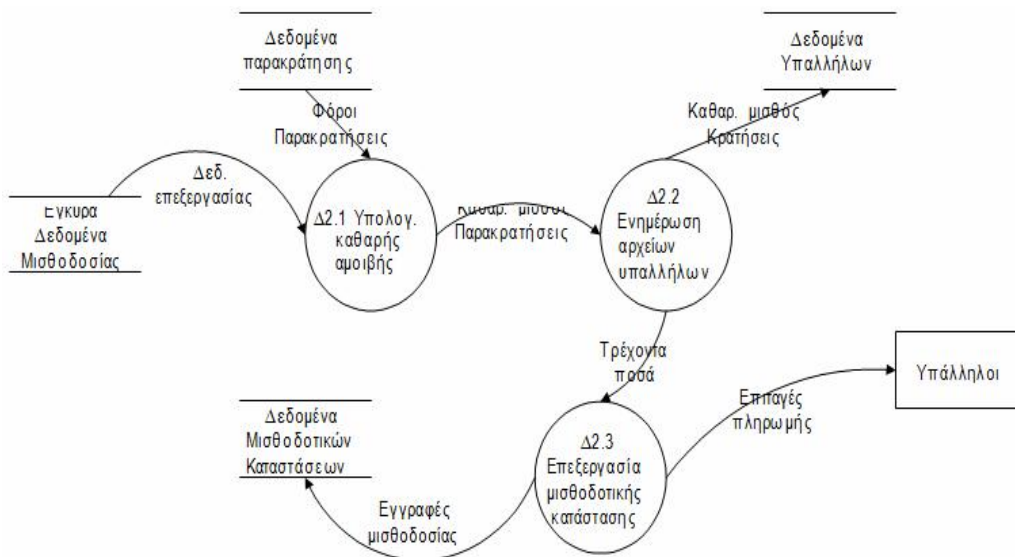 Δεδομένα
παρακράτησης
Δεδομένα
Υπαλλήλων
Φόροι
Παρακρατήσεις
Καθαρ. μισθός
Κρατήσεις
Δεδ.
επεξεργασίας
Έγκυρα
Δεδομένα
Μισθοδοσίας
Δ2.1 Υπολογ.
καθαρής
αμοιβής
Καθαρ. μισθός
Παρακρατήσεις
Δ2.2
Ενημέρωση
αρχείων
υπαλλήλων
Τρέχοντα
ποσά
Υπάλληλοι
Επιταγές
πληρωμής
Δεδομένα
Μισθοδοτικών
Καταστάσεων
Δ2.3
Επεξεργασία
μισθοδοτικής
κατάστασης
Εγγραφές
μισθοδοσίας